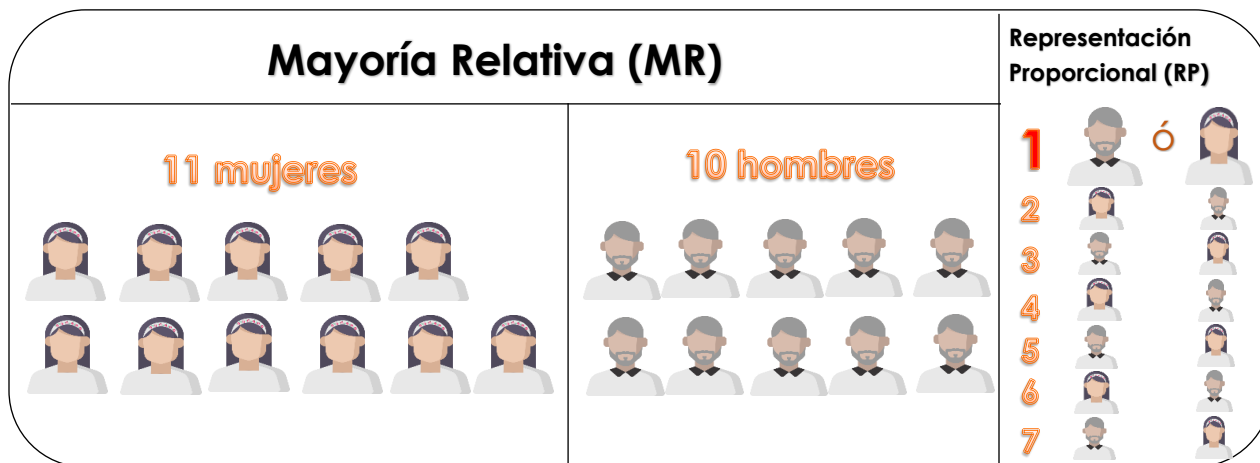 Mayoría Relativa (MR)
11 mujeres
10 hombres
Representación
Proporcional (RP)
1 Ó
2
3
4
5
6
7